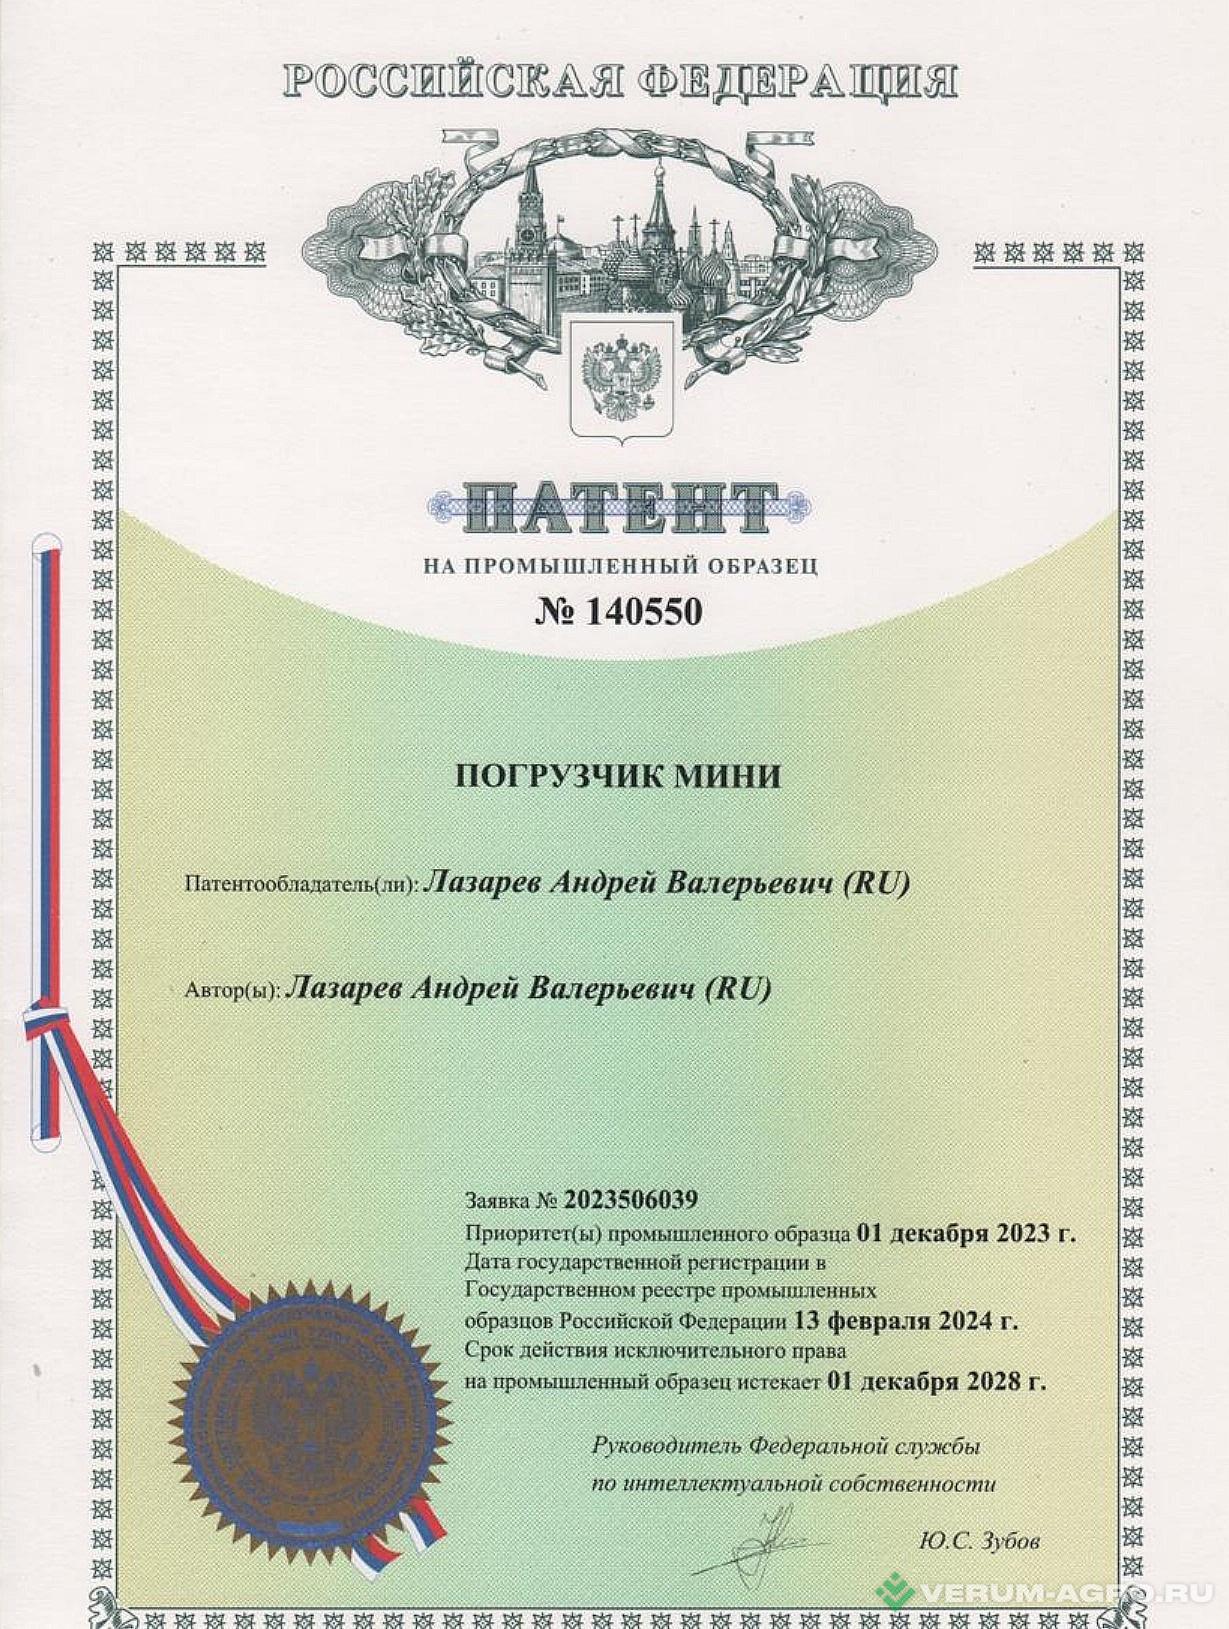 РОССИЙСКАЯ ФЕДЕРАЦИЯ
ПАТЕНТ
НА ПРОМЫШЛЕННЫЙ ОБРАЗЕЦ
№ 140550
ПОГРУЗЧИК МИНИ
Патентообладатель(ли): Лазарев Андрей Валерьевич (RU)
Автор(ы): Лазарев Андрей Валерьевич (RU)
Заявка № 2023506039
Приоритет(ы) промышленного образца 01 декабря 2023 г.
Дата государственной регистрации в
Государственном реестре промышленных
образцов Российской Федерации 13 февраля 2024 г.
Срок действия исключительного права
на промышленный образец истекает 01 декабря 2028 г.
Руководитель Федеральной службы
по интеллектуальной собственности
Ю.С. Зубов
VERUM-AGRO.RU